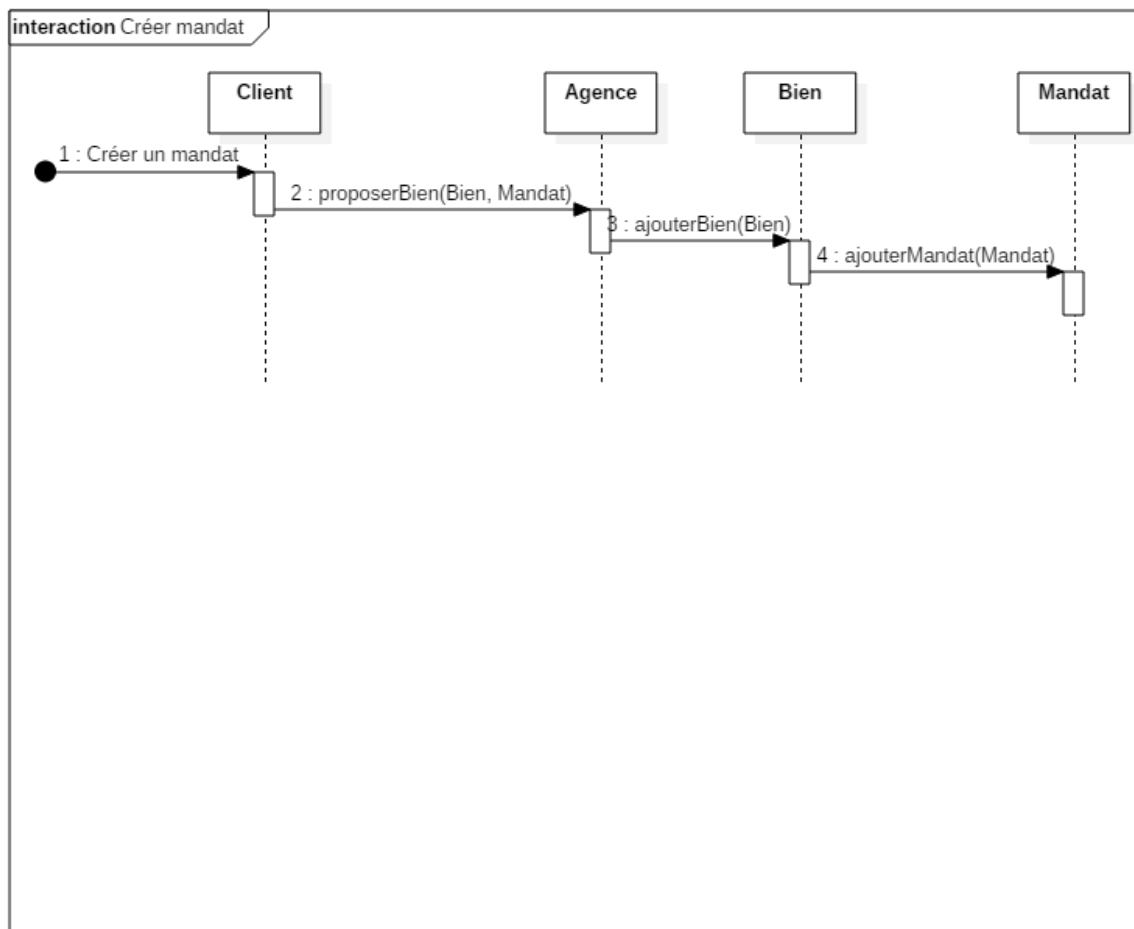 interaction Créer mandat
Client
Agence
Bien
Mandat
1 : Créer un mandat
2 : proposerBien(Bien, Mandat)
3 : ajouterBien(Bien)
4 : ajouterMandat(Mandat)